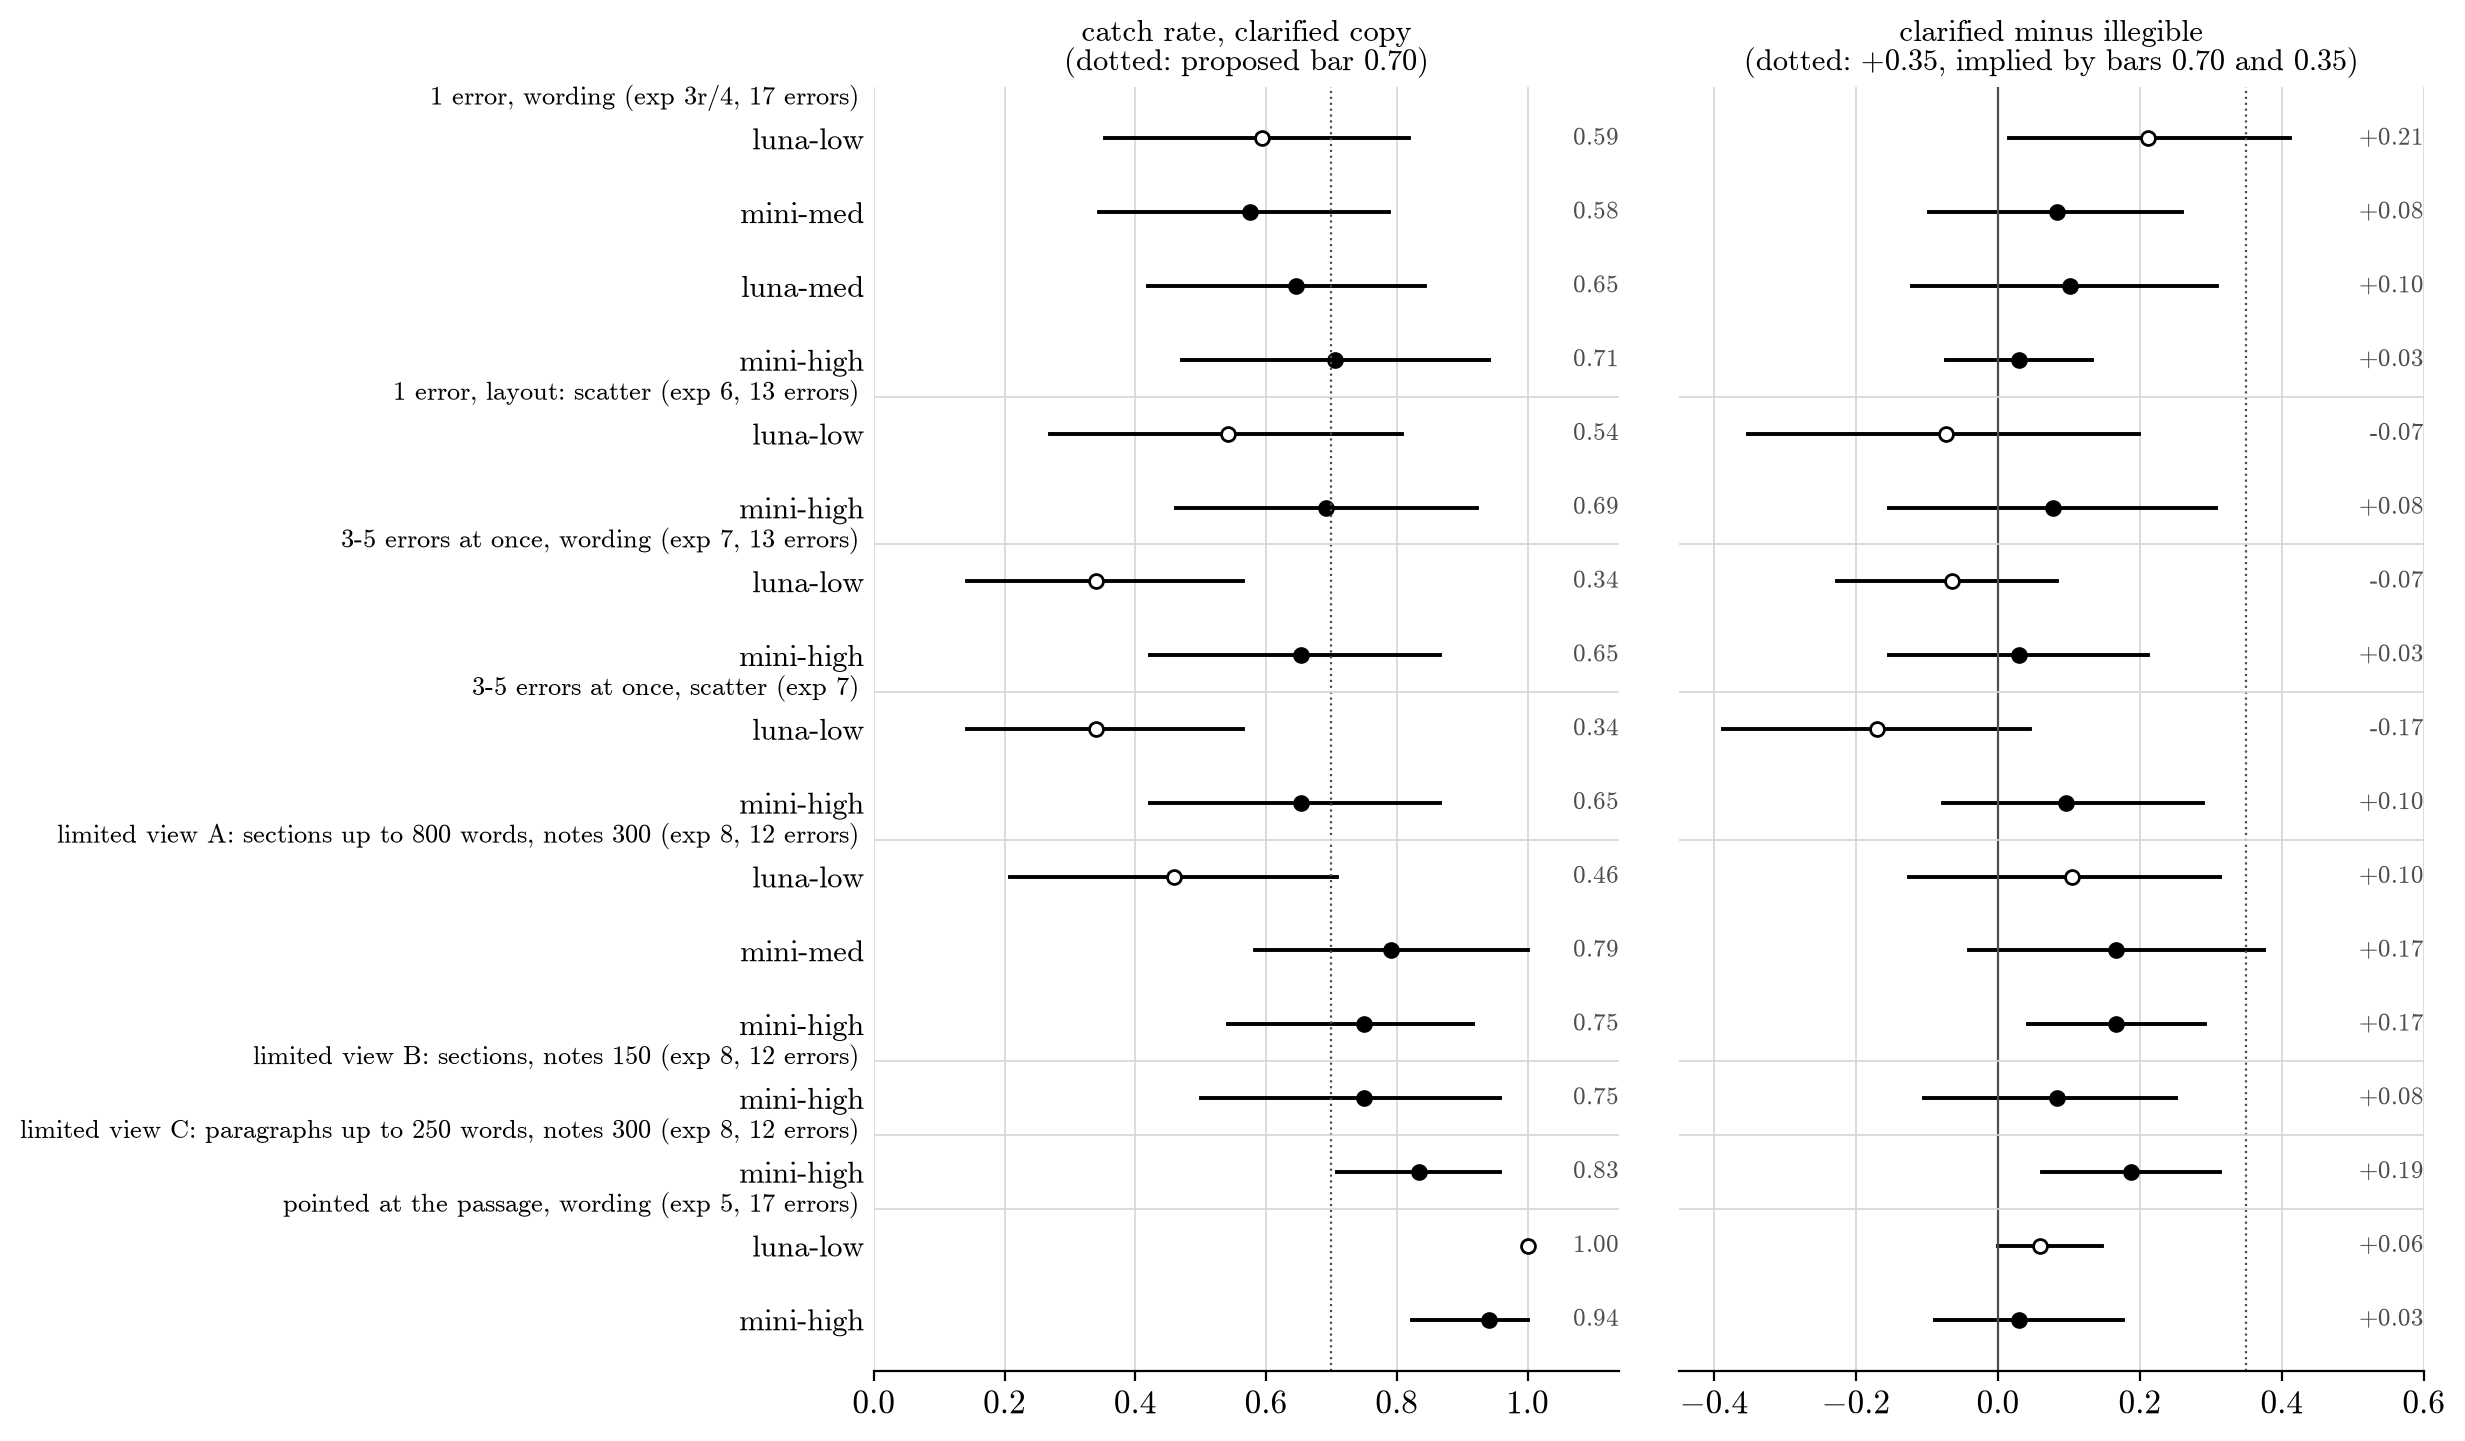 catch rate, clarified copy
(dotted: proposed bar 0.70)
clarified minus illegible
(dotted: +0.35, implied by bars 0.70 and 0.35)
1 error, wording (exp 3r/4, 17 errors)
luna-low 0.59 +0.21
mini-med 0.58 +0.08
luna-med 0.65 +0.10
mini-high 0.71 +0.03
1 error, layout: scatter (exp 6, 13 errors)
luna-low 0.54 -0.07
mini-high 0.69 +0.08
3-5 errors at once, wording (exp 7, 13 errors)
luna-low 0.34 -0.07
mini-high 0.65 +0.03
3-5 errors at once, scatter (exp 7)
luna-low 0.34 -0.17
mini-high 0.65 +0.10
limited view A: sections up to 800 words, notes 300 (exp 8, 12 errors)
luna-low 0.46 +0.10
mini-med 0.79 +0.17
mini-high 0.75 +0.17
limited view B: sections, notes 150 (exp 8, 12 errors)
mini-high 0.75 +0.08
limited view C: paragraphs up to 250 words, notes 300 (exp 8, 12 errors)
mini-high 0.83 +0.19
pointed at the passage, wording (exp 5, 17 errors)
luna-low 1.00 +0.06
mini-high 0.94 +0.03
0.0 0.2 0.4 0.6 0.8 1.0
−0.4 −0.2 0.0 0.2 0.4 0.6